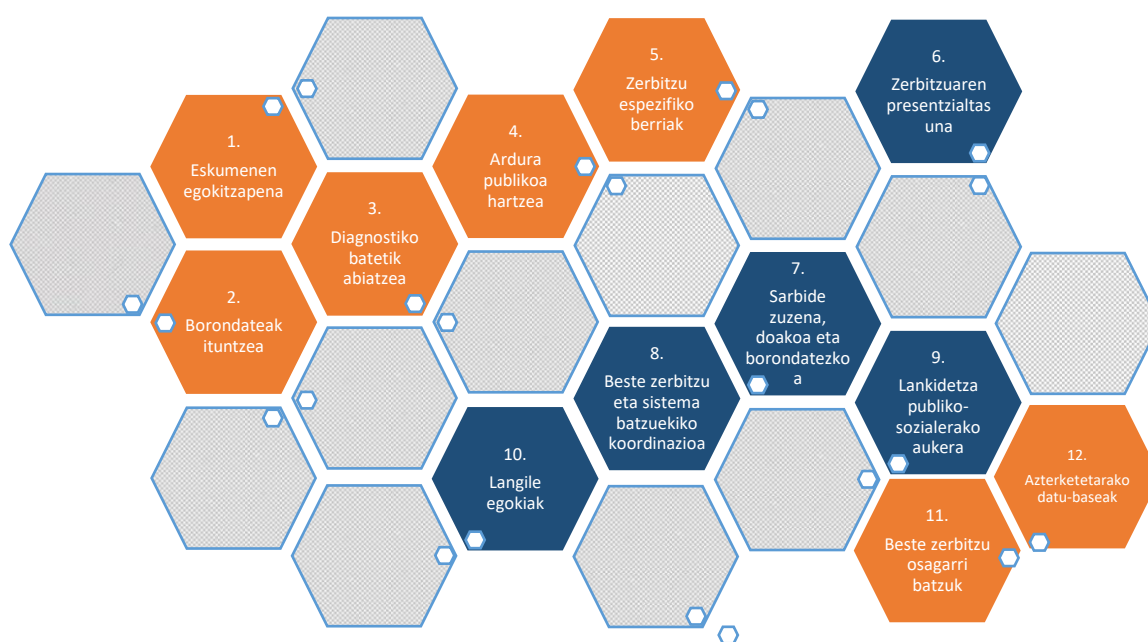 1.
Eskumenen
egokitzapena
2.
Borondateak
ituntzea
3.
Diagnostiko
batetik
abiatzea
4.
Ardura
publikoa
hartzea
5.
Zerbitzu
espezifiko
berriak
6.
Zerbitzuaren
presentzialtas
una
7.
Sarbide
zuzena,
doakoa eta
borondatezko
a
8.
Beste zerbitzu
eta sistema
batzuekiko
koordinazioa
9.
Lankidetza
publiko-
sozialerako
aukera
10.
Langile
egokiak
11.
Beste zerbitzu
osagarri
batzuk
12.
Azterketetarako
datu-baseak